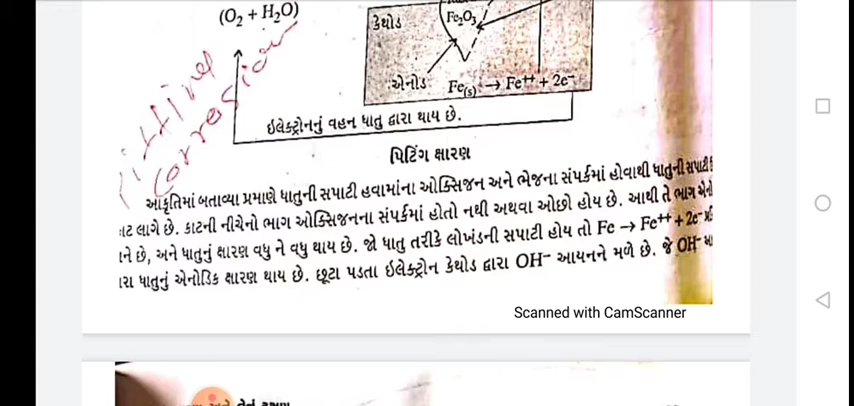 (O₂ + H₂O)
કેથોડ
Fe₂O₃
એનોડ
Fe(s) → Fe⁺⁺ + 2e⁻
ઇલેક્ટ્રોનનું વહન ધાતુ દ્વારા થાય છે.
Pitting
Corrosion
પિટિંગ ક્ષારણ
આકૃતિમાં બતાવ્યા પ્રમાણે ધાતુની સપાટી હવામાંના ઓક્સિજન અને ભેજના સંપર્કમાં હોવાથી ધાતુની સપાટી
લાગે છે. કાટની નીચેનો ભાગ ઓક્સિજનના સંપર્કમાં હોતો નથી અથવા ઓછો હોય છે. આથી તે ભાગ
છે, અને ધાતુનું ક્ષારણ વધુ ને વધુ થાય છે. જો ધાતુ તરીકે લોખંડની સપાટી હોય તો Fe → Fe⁺⁺ + 2e⁻
ધાતુનું એનોડિક ક્ષારણ થાય છે. છૂટા પડતા ઇલેક્ટ્રોન કેથોડ દ્વારા OH⁻ આયનને મળે છે. જે OH⁻
Scanned with CamScanner